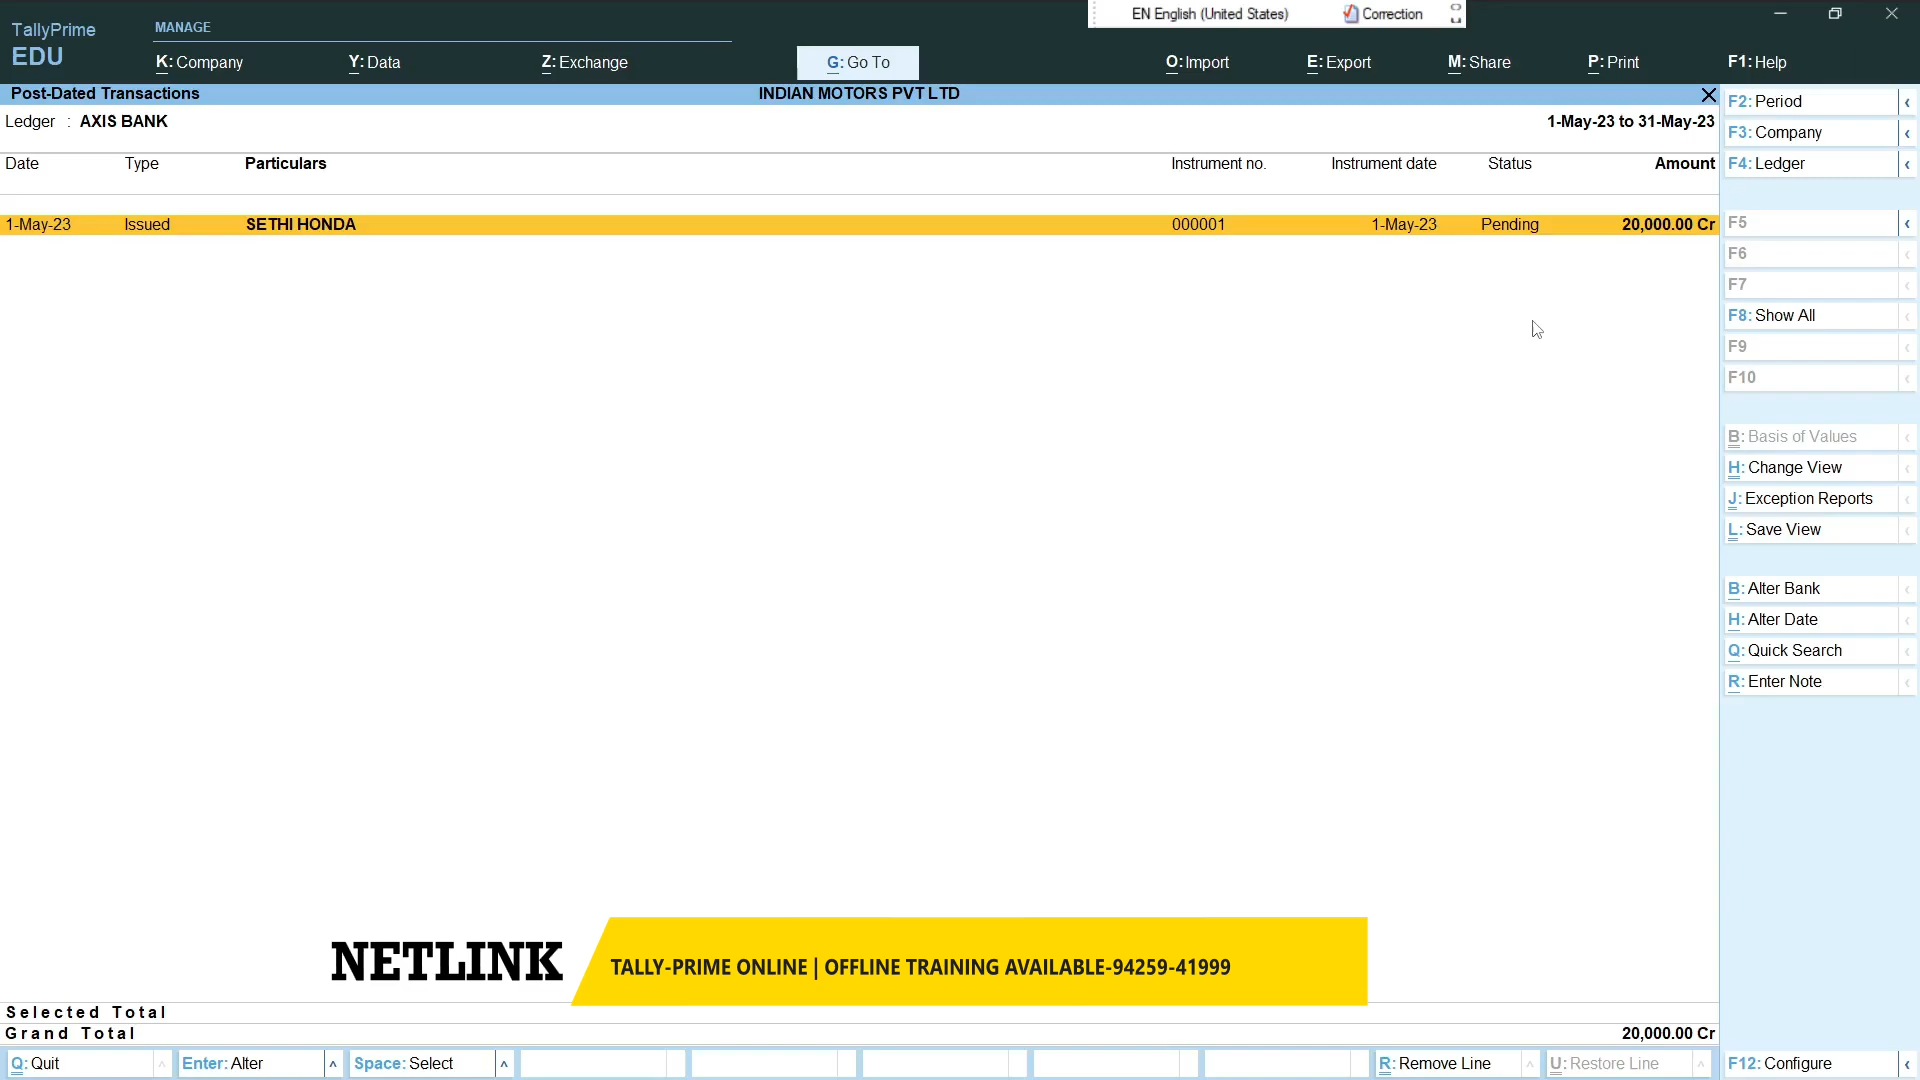 EN English (United States) Correction
TallyPrime
EDU
MANAGE
K: Company Y: Data Z: Exchange G: Go To O: Import E: Export M: Share P: Print F1: Help
Post-Dated Transactions INDIAN MOTORS PVT LTD
Ledger : AXIS BANK 1-May-23 to 31-May-23
Date Type Particulars Instrument no. Instrument date Status Amount
1-May-23 Issued SETHI HONDA 000001 1-May-23 Pending 20,000.00 Cr
F2: Period
F3: Company
F4: Ledger
F5
F6
F7
F8: Show All
F9
F10
B: Basis of Values
H: Change View
J: Exception Reports
L: Save View
B: Alter Bank
H: Alter Date
Q: Quick Search
R: Enter Note
NETLINK TALLY-PRIME ONLINE | OFFLINE TRAINING AVAILABLE-94259-41999
Selected Total
Grand Total 20,000.00 Cr
Q: Quit Enter: Alter Space: Select R: Remove Line U: Restore Line F12: Configure